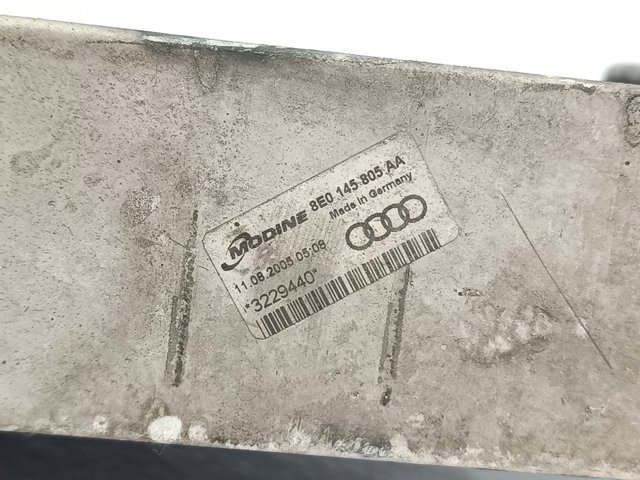 MODINE 8E0 145 805 AA
Made in Germany
11.08.2005 05:08
*3229440*